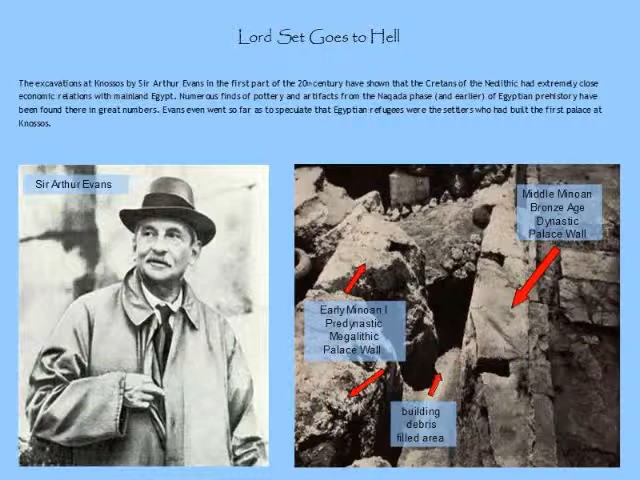 Lord Set Goes to Hell
The excavations at Knossos by Sir Arthur Evans in the first part of the 20th century have shown that the Cretans of the Neolithic had extremely close
economic relations with mainland Egypt. Numerous finds of pottery and artifacts from the Naqada phase (and earlier) of Egyptian prehistory have
been found there in great numbers. Evans even went so far as to speculate that Egyptian refugees were the settlers who had built the first palace at
Knossos.
Sir Arthur Evans
Middle Minoan
Bronze Age
Dynastic
Palace Wall
Early Minoan I
Predynastic
Megalithic
Palace Wall
building
debris
filled area